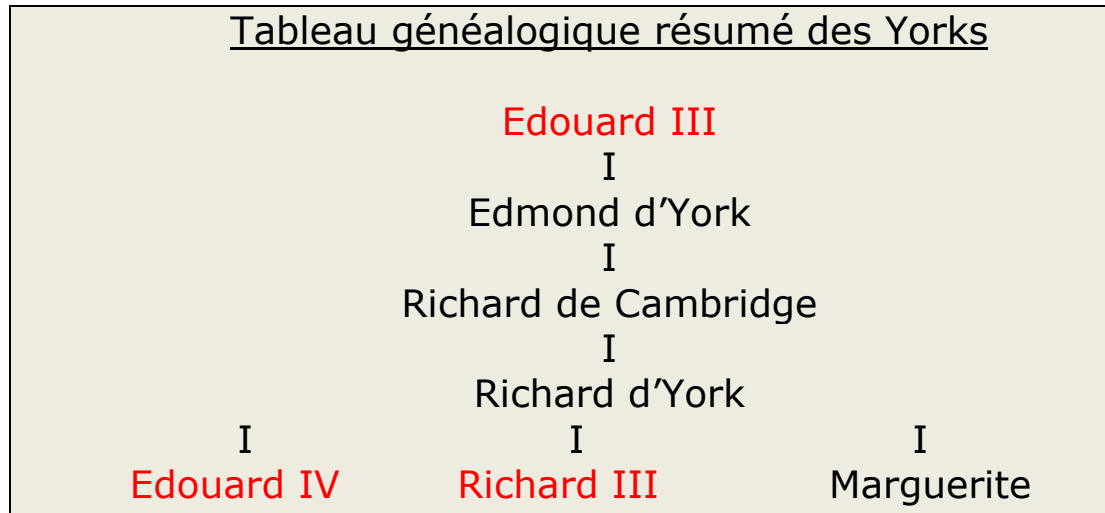 Tableau généalogique résumé des Yorks
Edouard III
I
Edmond d’York
I
Richard de Cambridge
I
Richard d’York
I I I
Edouard IV Richard III Marguerite